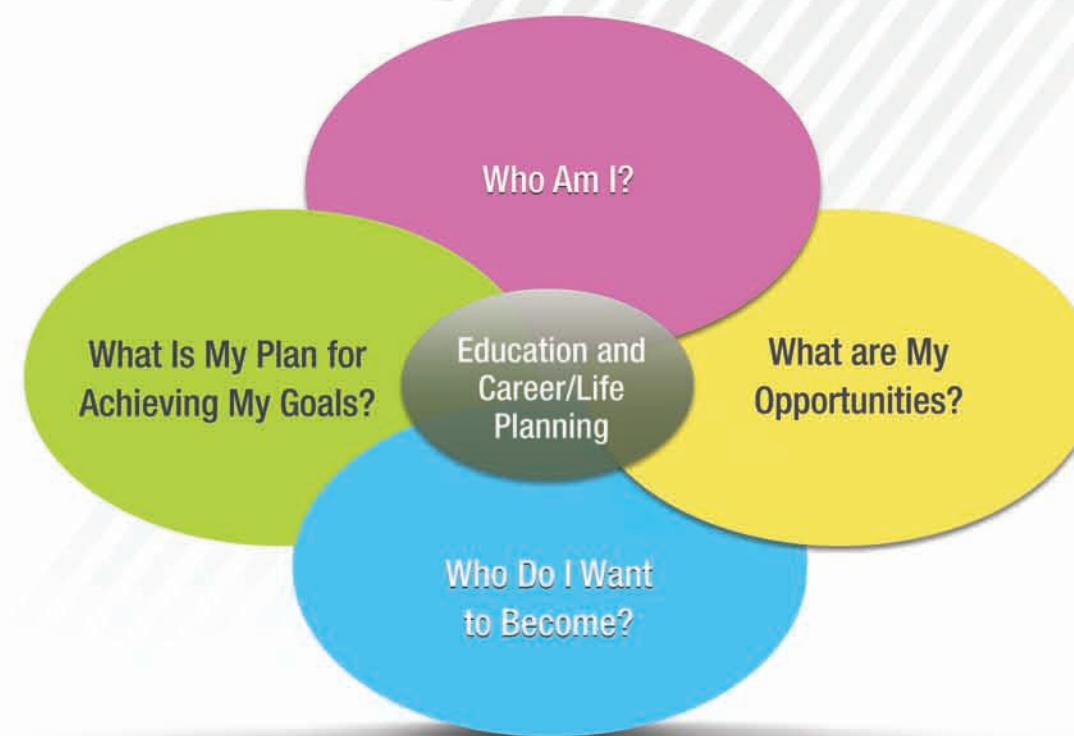 Who Am I?
What Is My Plan for
Achieving My Goals?
Education and
Career/Life
Planning
What are My
Opportunities?
Who Do I Want
to Become?